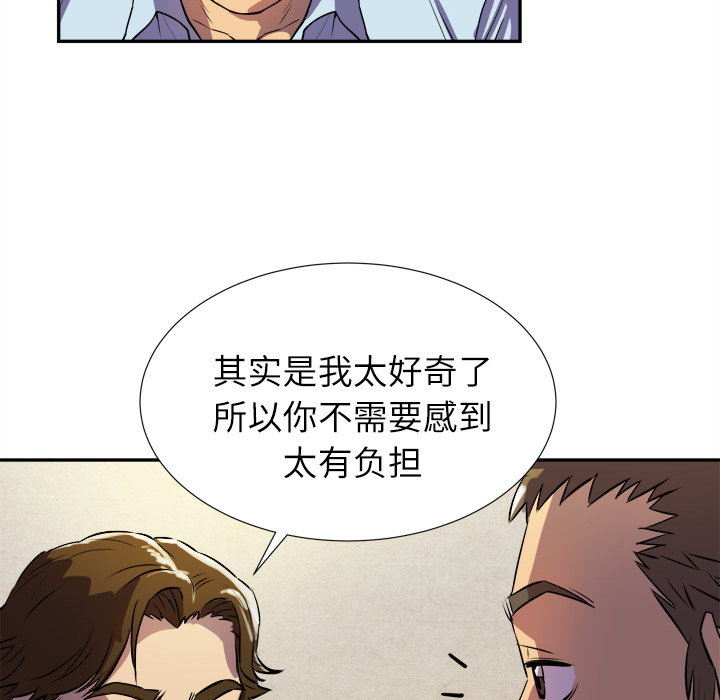 其实是我太好奇了
所以你不需要感到
太有负担